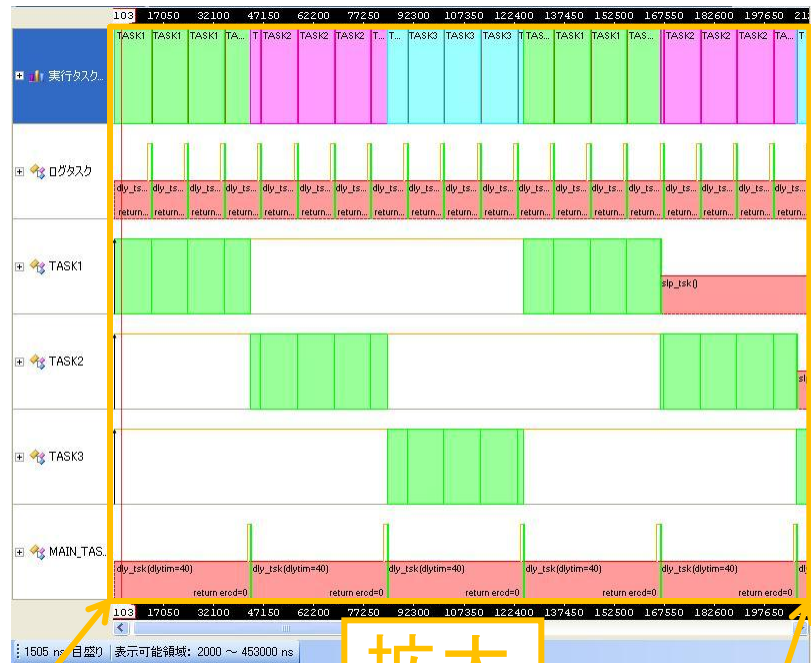 103 17050 32100 47150 62200 77250 92300 107350 122400 137450 152500 167550 182600 197650 21
TASK1 TASK1 TASK1 TA... T TASK2 TASK2 TASK2 T... T... TASK3 TASK3 TASK3 T TAS... TASK1 TASK1 TAS... TASK2 TASK2 TASK2 TA... T
実行タスク...
ログタスク
dly_ts... dly_ts... dly_ts... dly_ts... dly_ts... dly_ts... dly_ts... dly_ts... dly_ts... dly_ts... dly_ts... dly_ts... dly_ts... dly_ts... dly_ts... dly_ts... dly_ts... dly_ts... dly_ts...
return... return... return... return... return... return... return... return... return... return... return... return... return... return... return... return... return... return... return...
TASK1
slp_tsk()
TASK2
sl
TASK3
MAIN_TAS...
dly_tsk(dlytim=40) dly_tsk(dlytim=40) dly_tsk(dlytim=40) dly_tsk(dlytim=40) dly_tsk(dlytim=40) dl
return ercd=0 return ercd=0 return ercd=0 return ercd=0 return ercd=0
103 17050 32100 47150 62200 77250 92300 107350 122400 137450 152500 167550 182600 197650
1505 ns 目盛り 表示可能領域: 2000 ～ 453000 ns
拡大